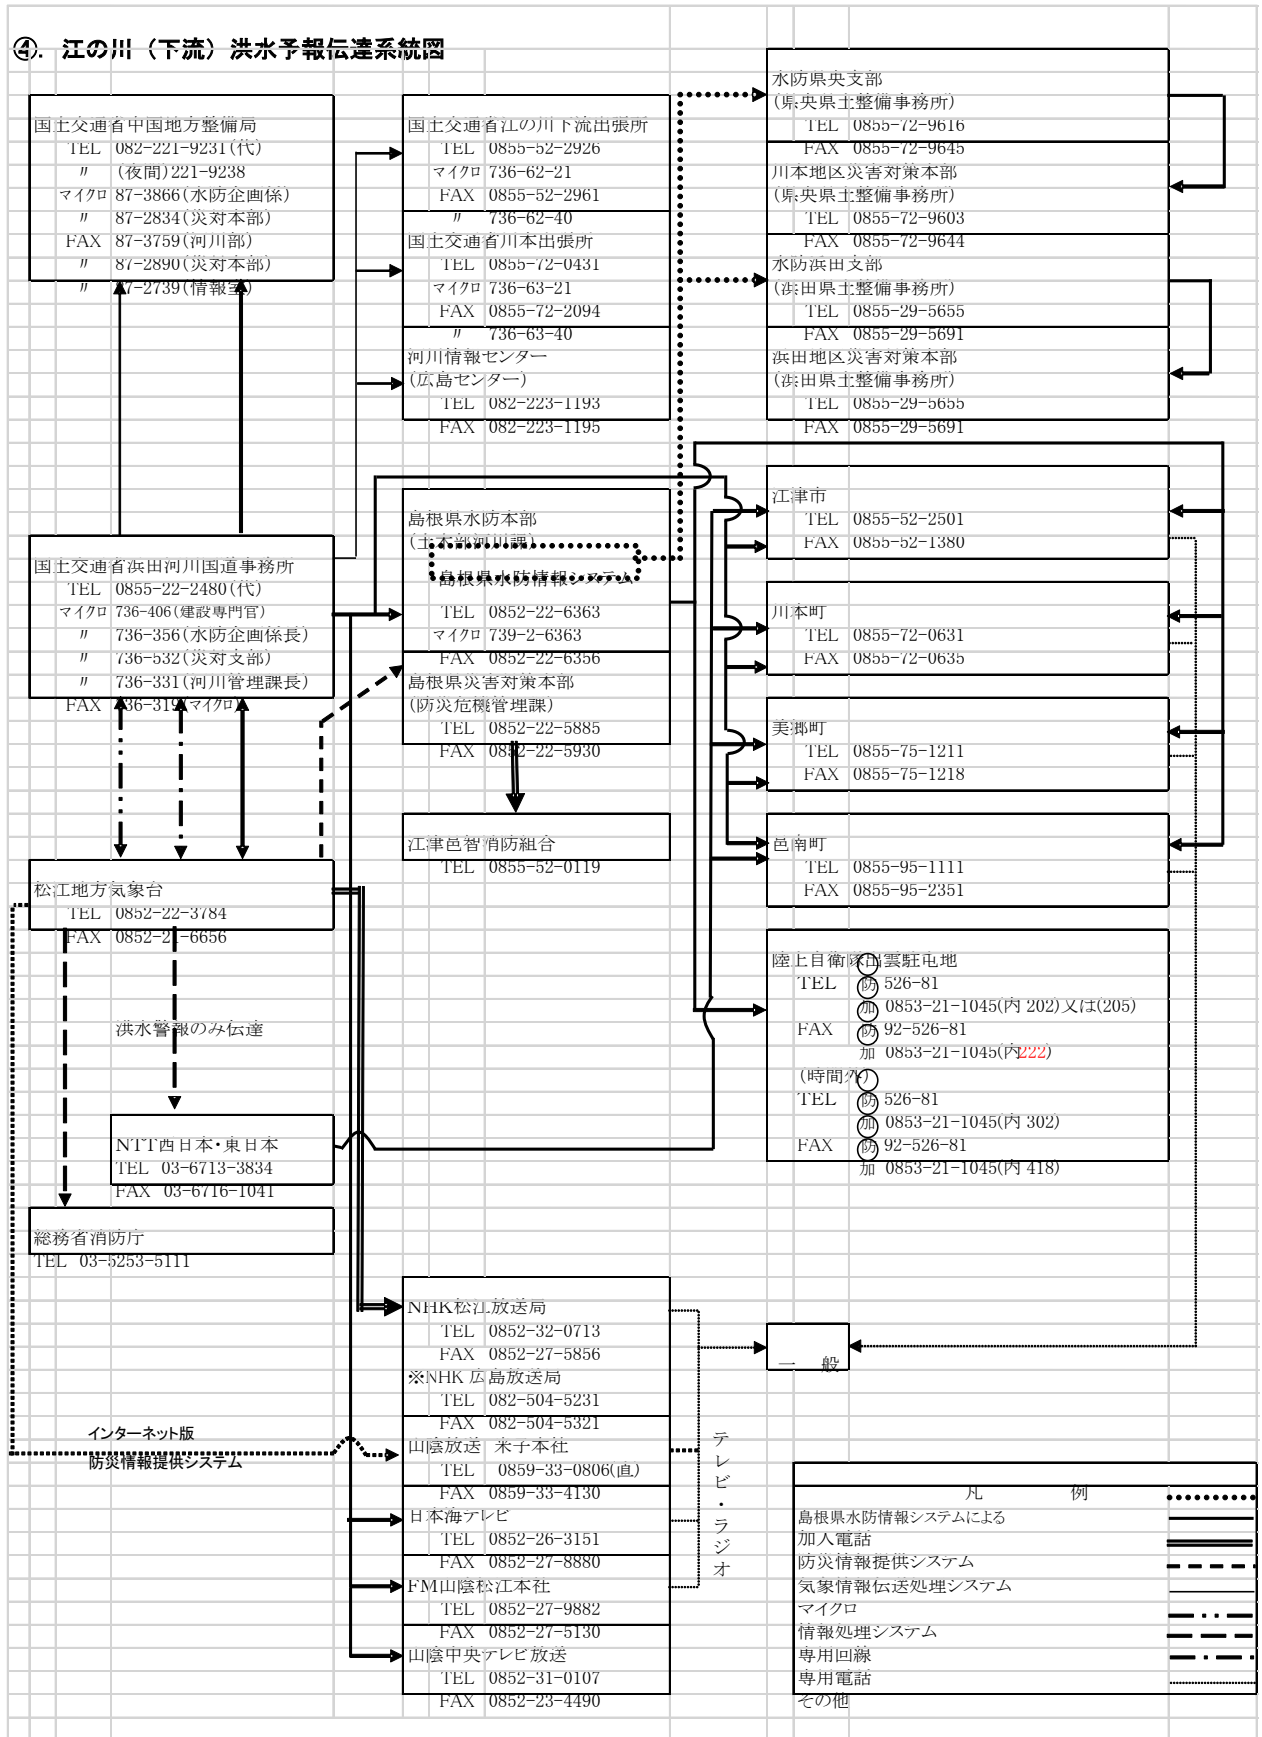 ④．江の川（下流）洪水予報伝達系統図
国土交通省中国地方整備局
TEL 082-221-9231(代)
〃 (夜間)221-9238
マイクロ 87-3866(水防企画係)
〃 87-2834(災対本部)
FAX 87-3759(河川部)
〃 87-2890(災対本部)
〃 87-2739(情報室)
国土交通省浜田河川国道事務所
TEL 0855-22-2480(代)
マイクロ 736-406(建設専門官)
〃 736-356(水防企画係長)
〃 736-532(災対支部)
〃 736-331(河川管理課長)
FAX 736-319(マイクロ)
松江地方気象台
TEL 0852-22-3784
FAX 0852-21-6656
洪水警報のみ伝達
NTT西日本・東日本
TEL 03-6713-3834
FAX 03-6716-1041
総務省消防庁
TEL 03-5253-5111
インターネット版
防災情報提供システム
国土交通省江の川下流出張所
TEL 0855-52-2926
マイクロ 736-62-21
FAX 0855-52-2961
〃 736-62-40
国土交通省川本出張所
TEL 0855-72-0431
マイクロ 736-63-21
FAX 0855-72-2094
〃 736-63-40
河川情報センター
(広島センター)
TEL 082-223-1193
FAX 082-223-1195
島根県水防本部
(土木部河川課)
島根県水防情報システム
TEL 0852-22-6363
マイクロ 739-2-6363
FAX 0852-22-6356
島根県災害対策本部
(防災危機管理課)
TEL 0852-22-5885
FAX 0852-22-5930
江津邑智消防組合
TEL 0855-52-0119
NHK松江放送局
TEL 0852-32-0713
FAX 0852-27-5856
※NHK 広島放送局
TEL 082-504-5231
FAX 082-504-5321
山陰放送 米子本社
TEL 0859-33-0806(直)
FAX 0859-33-4130
日本海テレビ
TEL 0852-26-3151
FAX 0852-27-8880
FM山陰松江本社
TEL 0852-27-9882
FAX 0852-27-5130
山陰中央テレビ放送
TEL 0852-31-0107
FAX 0852-23-4490
テレビ・ラジオ
水防県央支部
(県央県土整備事務所)
TEL 0855-72-9616
FAX 0855-72-9645
川本地区災害対策本部
(県央県土整備事務所)
TEL 0855-72-9603
FAX 0855-72-9644
水防浜田支部
(浜田県土整備事務所)
TEL 0855-29-5655
FAX 0855-29-5691
浜田地区災害対策本部
(浜田県土整備事務所)
TEL 0855-29-5655
FAX 0855-29-5691
江津市
TEL 0855-52-2501
FAX 0855-52-1380
川本町
TEL 0855-72-0631
FAX 0855-72-0635
美郷町
TEL 0855-75-1211
FAX 0855-75-1218
邑南町
TEL 0855-95-1111
FAX 0855-95-2351
陸上自衛隊出雲駐屯地
TEL 防 526-81
加 0853-21-1045(内 202)又は(205)
FAX 防 92-526-81
加 0853-21-1045(内222)
(時間外)
TEL 防 526-81
加 0853-21-1045(内 302)
FAX 防 92-526-81
加 0853-21-1045(内 418)
一 般
凡 例
島根県水防情報システムによる
加入電話
防災情報提供システム
気象情報伝送処理システム
マイクロ
情報処理システム
専用回線
専用電話
その他